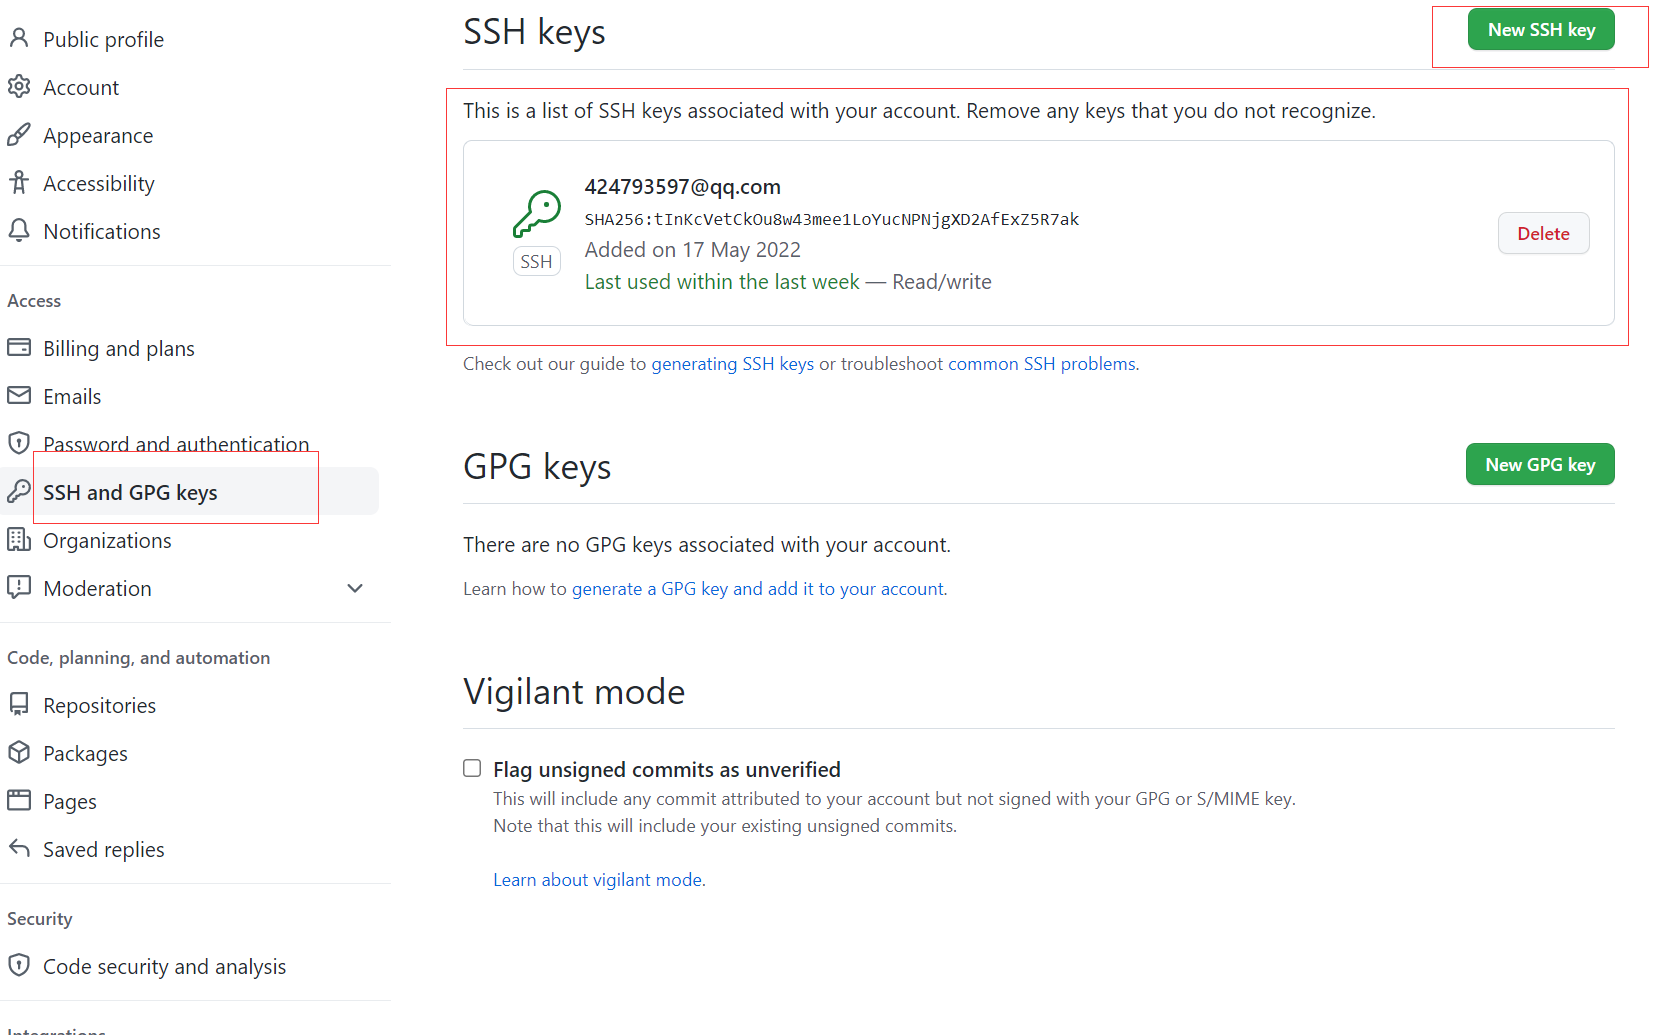 Public profile
Account
Appearance
Accessibility
Notifications
Access
Billing and plans
Emails
Password and authentication
SSH and GPG keys
Organizations
Moderation
Code, planning, and automation
Repositories
Packages
Pages
Saved replies
Security
Code security and analysis
Integrations
SSH keys
New SSH key
This is a list of SSH keys associated with your account. Remove any keys that you do not recognize.
424793597@qq.com
SHA256:tInKcVetCkOu8w43mee1LoYucNPNjgXD2AfExZ5R7ak
Added on 17 May 2022
Last used within the last week — Read/write
SSH
Delete
Check out our guide to generating SSH keys or troubleshoot common SSH problems.
GPG keys
New GPG key
There are no GPG keys associated with your account.
Learn how to generate a GPG key and add it to your account.
Vigilant mode
Flag unsigned commits as unverified
This will include any commit attributed to your account but not signed with your GPG or S/MIME key.
Note that this will include your existing unsigned commits.
Learn about vigilant mode.